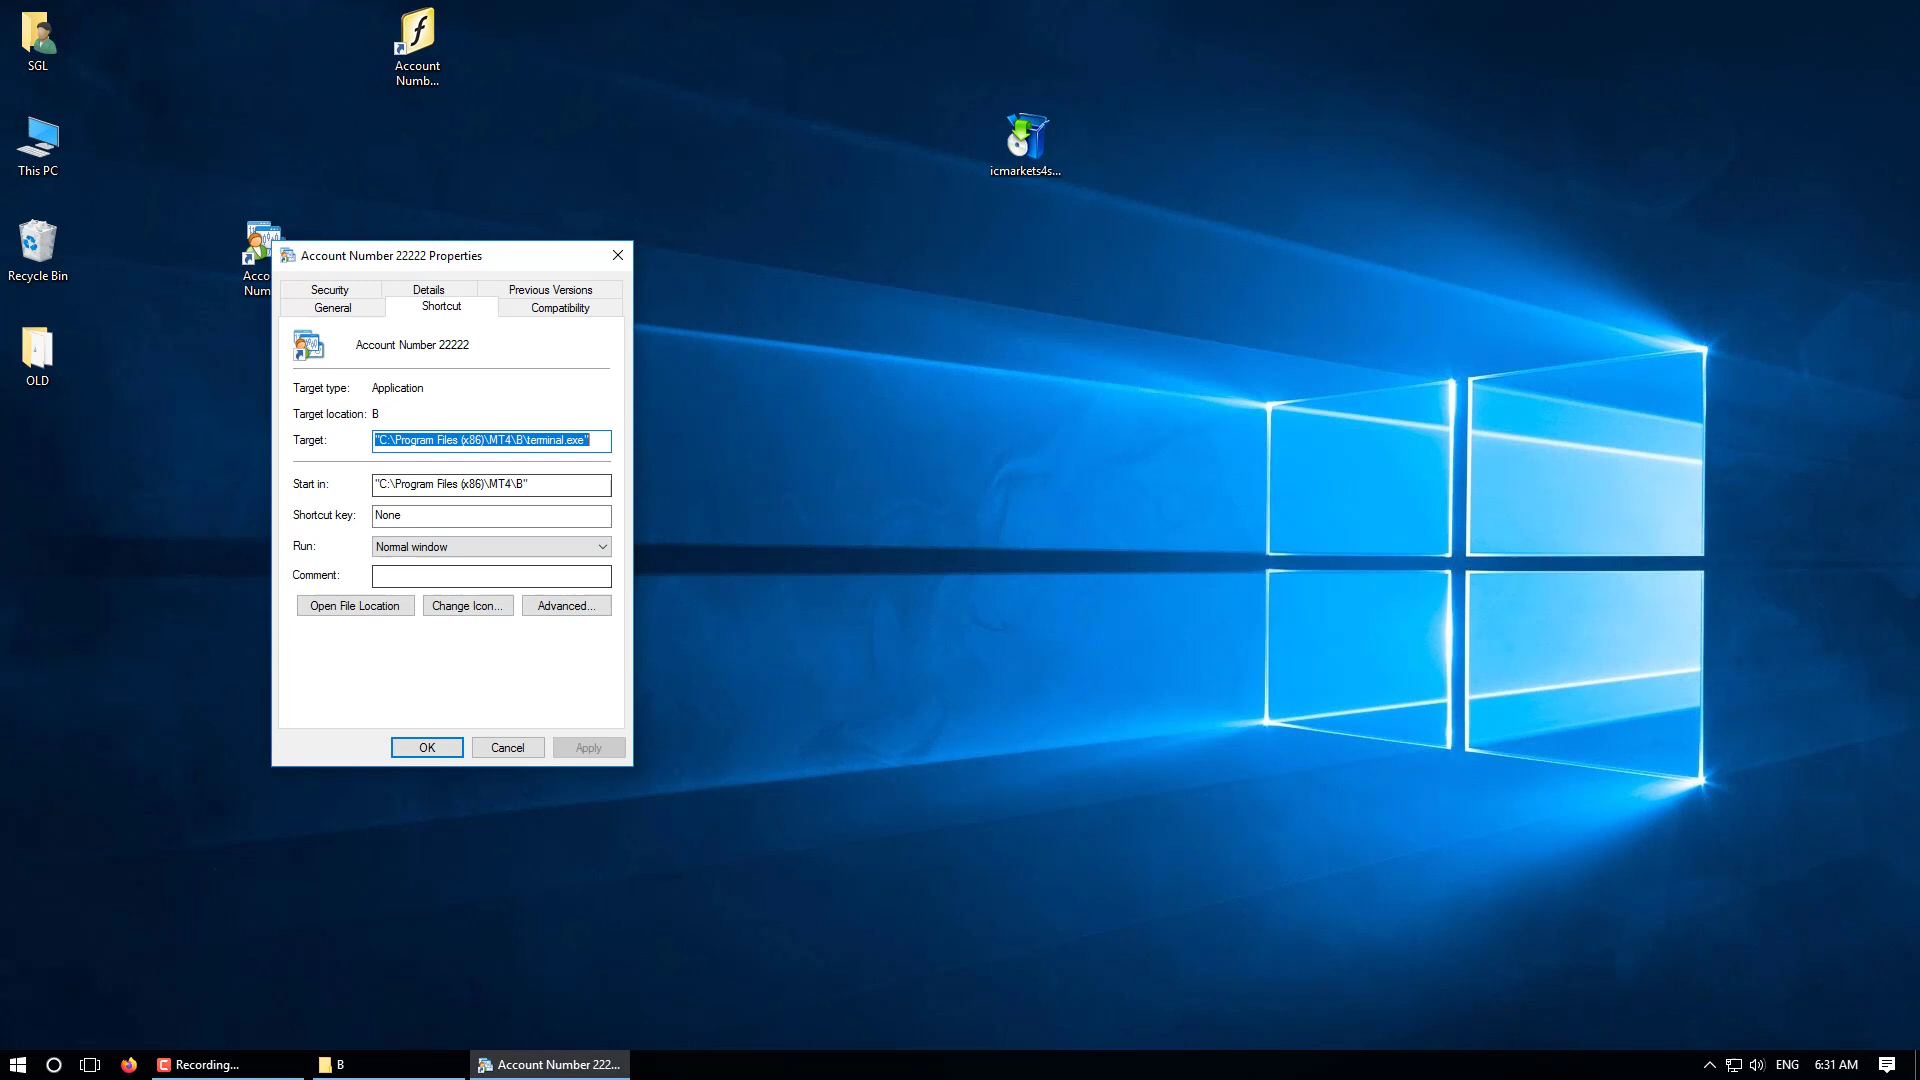 SGL
Account
Numb...
This PC
icmarkets4s...
Recycle Bin
Acco
Num
OLD
Account Number 22222 Properties
Security
Details
Previous Versions
General
Shortcut
Compatibility
Account Number 22222
Target type: Application
Target location: B
Target: "C:\Program Files (x86)\MT4\B\terminal.exe"
Start in: "C:\Program Files (x86)\MT4\B"
Shortcut key: None
Run: Normal window
Comment:
Open File Location
Change Icon...
Advanced...
OK
Cancel
Apply
Recording...
B
Account Number 222...
ENG
6:31 AM